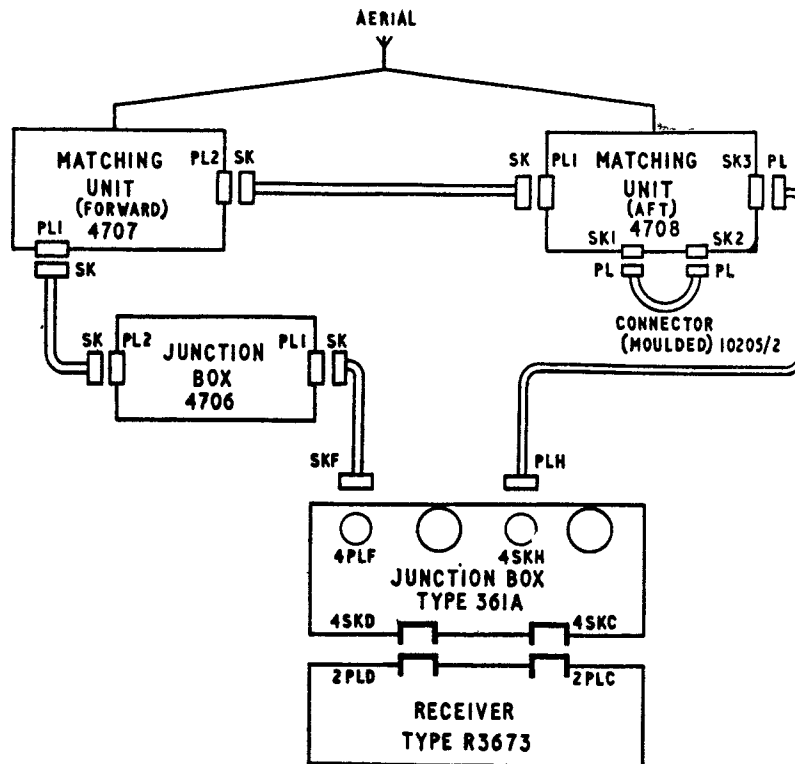 AERIAL
MATCHING
UNIT
(FORWARD)
4707
PL2
SK
SK
PL1
MATCHING
UNIT
(AFT)
4708
SK3
PL
PL1
SK
SK1
SK2
PL
PL
CONNECTOR
(MOULDED) 10205/2
SK
PL2
JUNCTION
BOX
4706
PL1
SK
SKF
PLH
4PLF
4SKH
JUNCTION BOX
TYPE 361A
4SKD
4SKC
2PLD
2PLC
RECEIVER
TYPE R3673